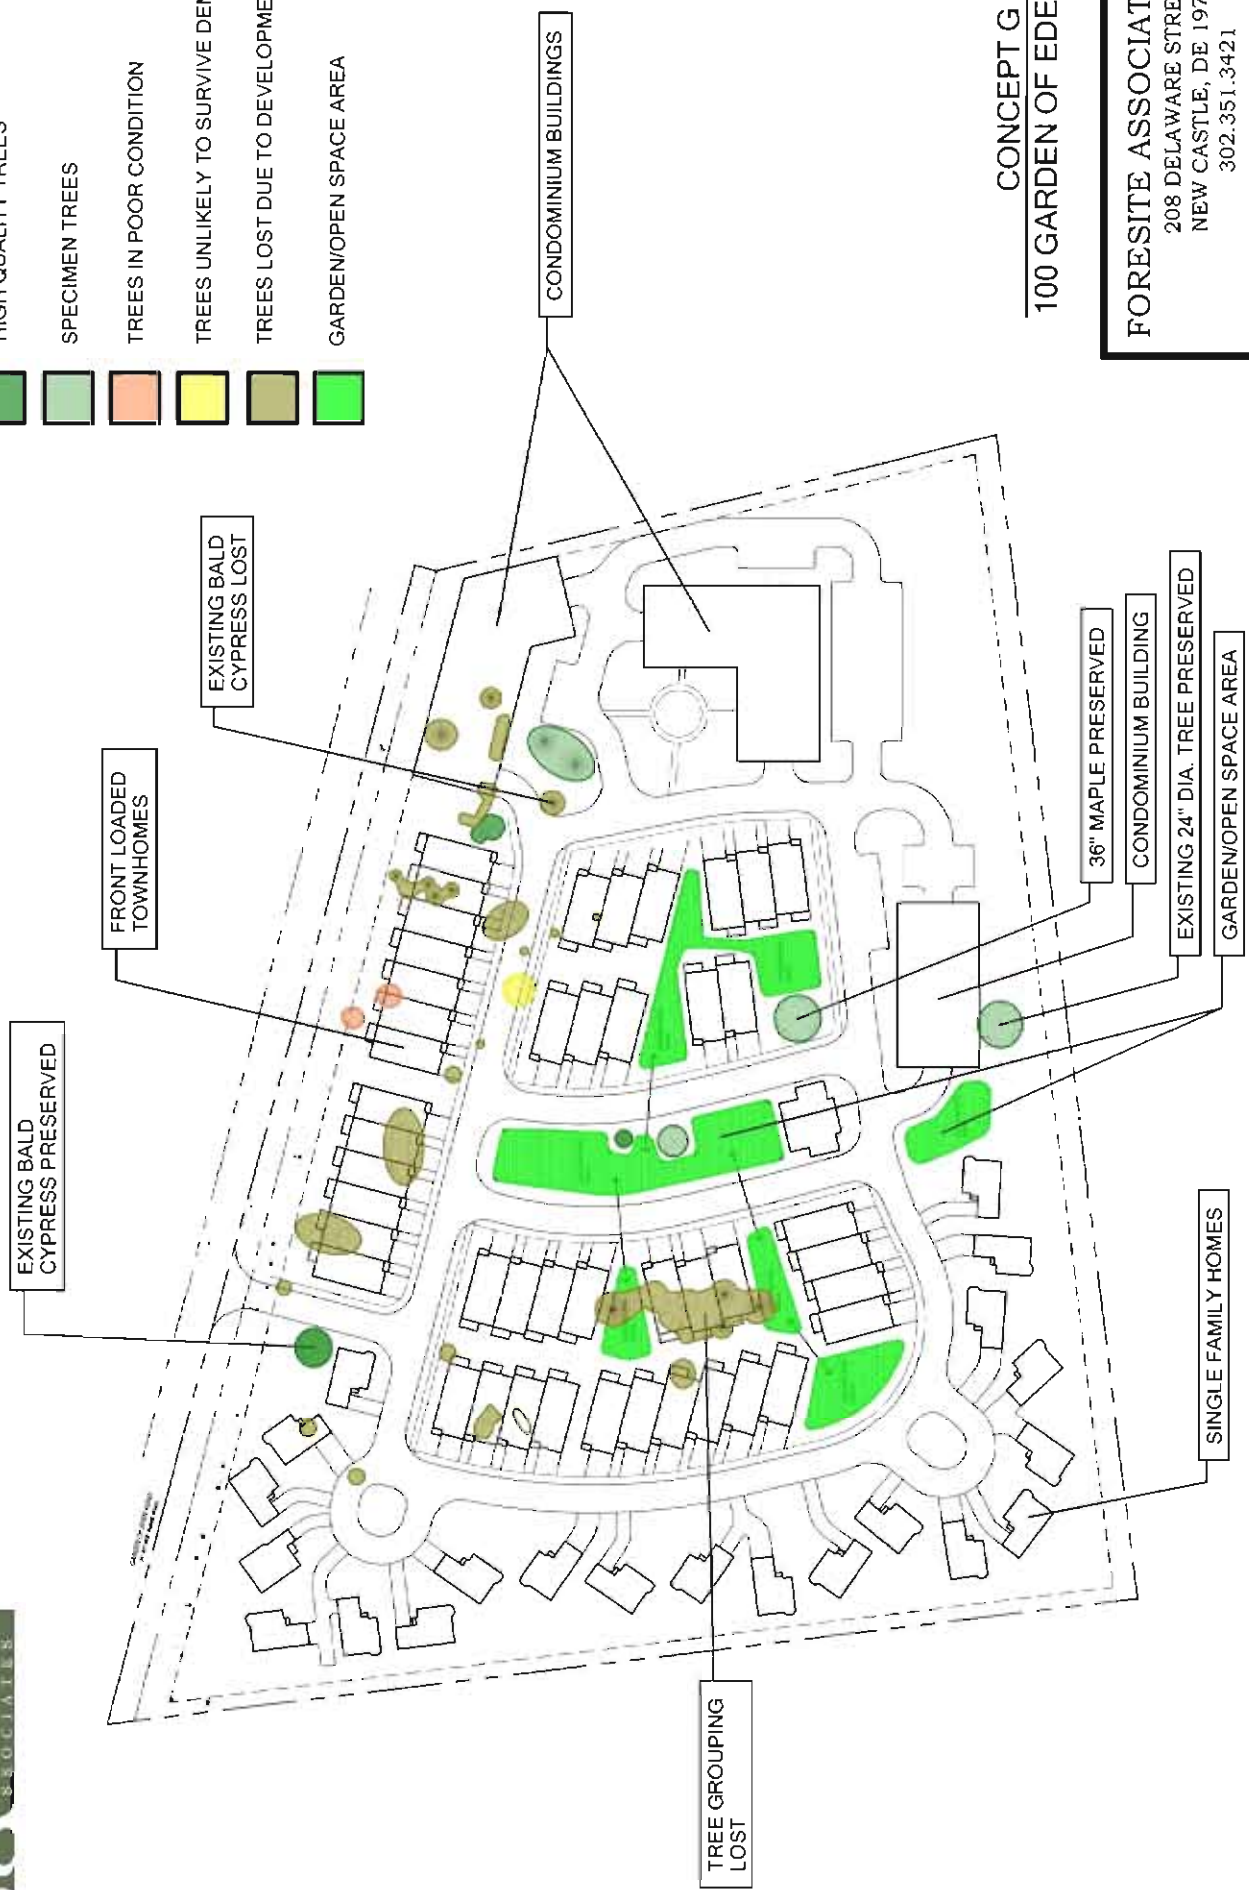 HIGH QUALITY TREES
SPECIMEN TREES
TREES IN POOR CONDITION
TREES UNLIKELY TO SURVIVE DEM
TREES LOST DUE TO DEVELOPME
GARDEN/OPEN SPACE AREA
EXISTING BALD
CYPRESS PRESERVED
FRONT LOADED
TOWNHOMES
EXISTING BALD
CYPRESS LOST
CONDOMINIUM BUILDINGS
TREE GROUPING
LOST
SINGLE FAMILY HOMES
36" MAPLE PRESERVED
CONDOMINIUM BUILDING
EXISTING 24" DIA. TREE PRESERVED
GARDEN/OPEN SPACE AREA
CONCEPT G
100 GARDEN OF EDE
FORESITE ASSOCIAT
208 DELAWARE STRE
NEW CASTLE, DE 197
302.351.3421
SSOCIATES